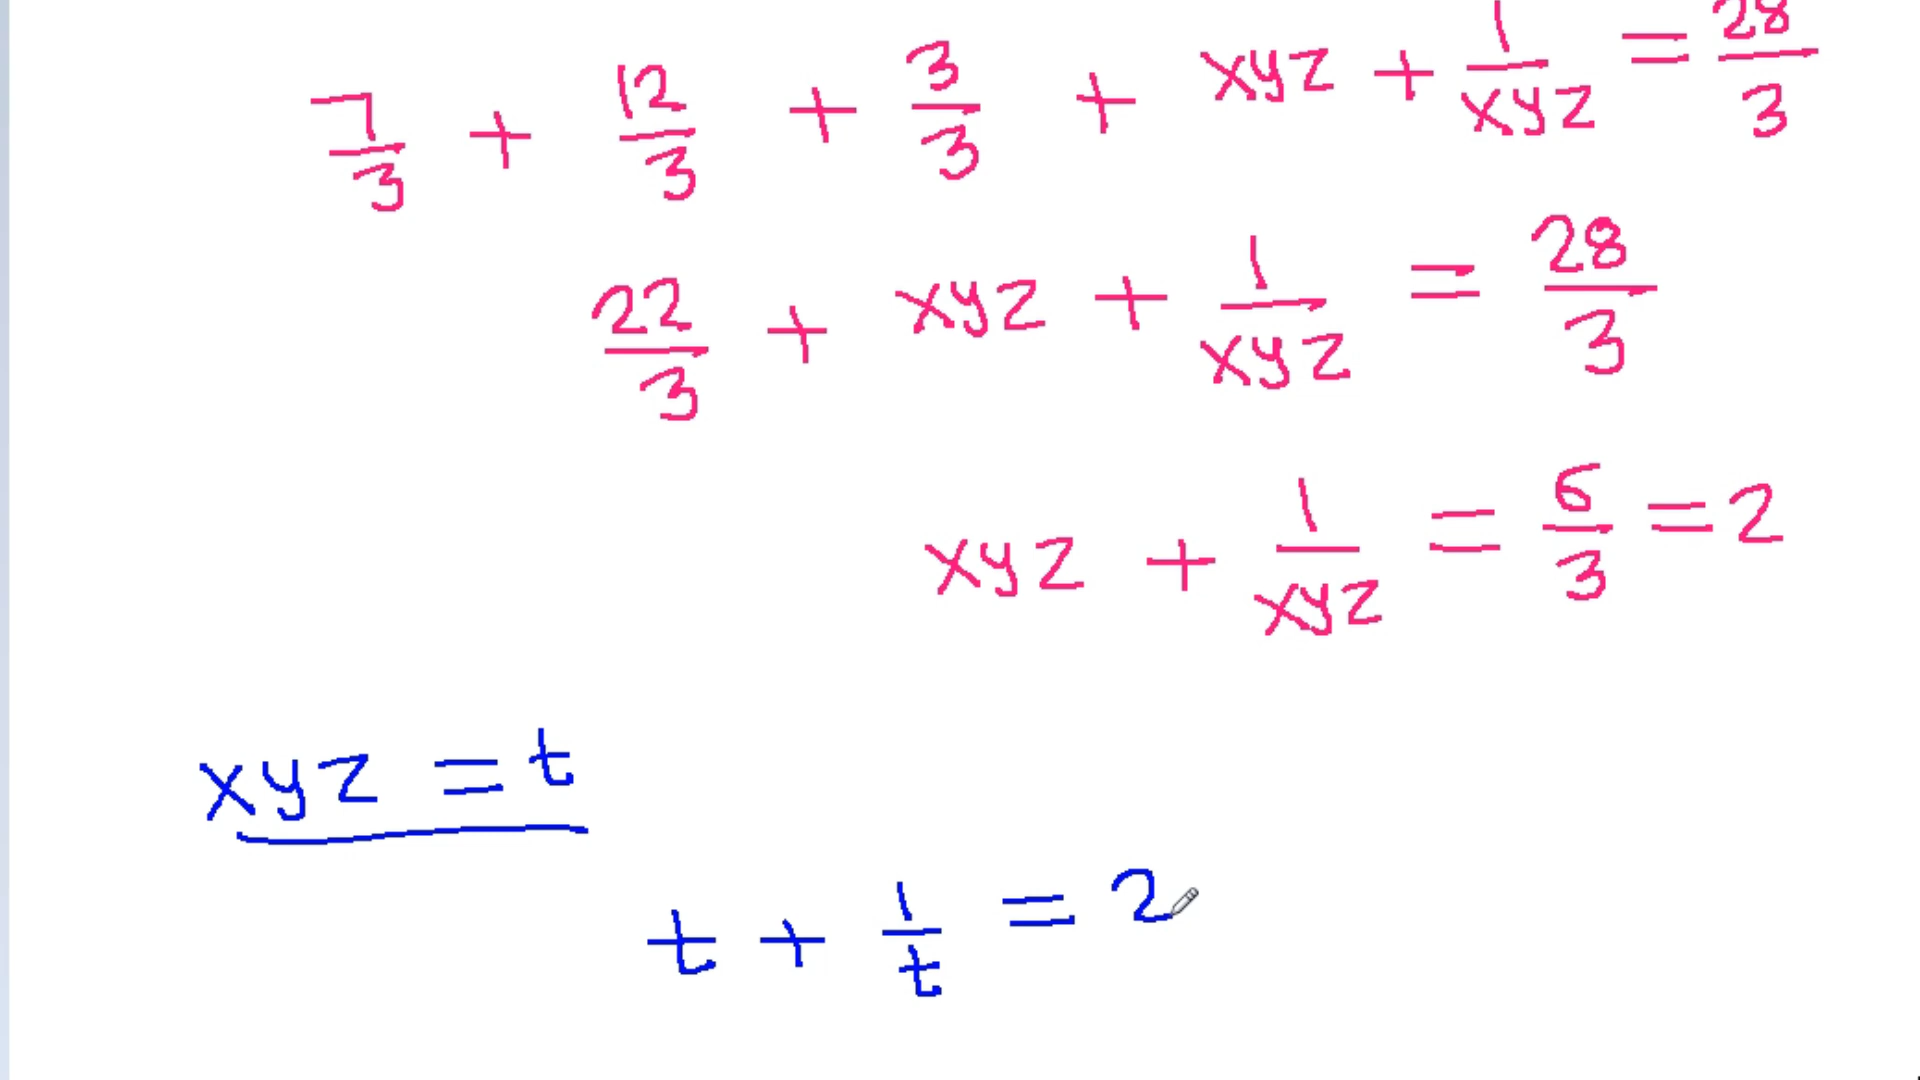 7/3 + 12/3 + 3/3 + xyz + 1/xyz = 28/3
22/3 + xyz + 1/xyz = 28/3
xyz + 1/xyz = 6/3 = 2
xyz = t
t + 1/t = 2